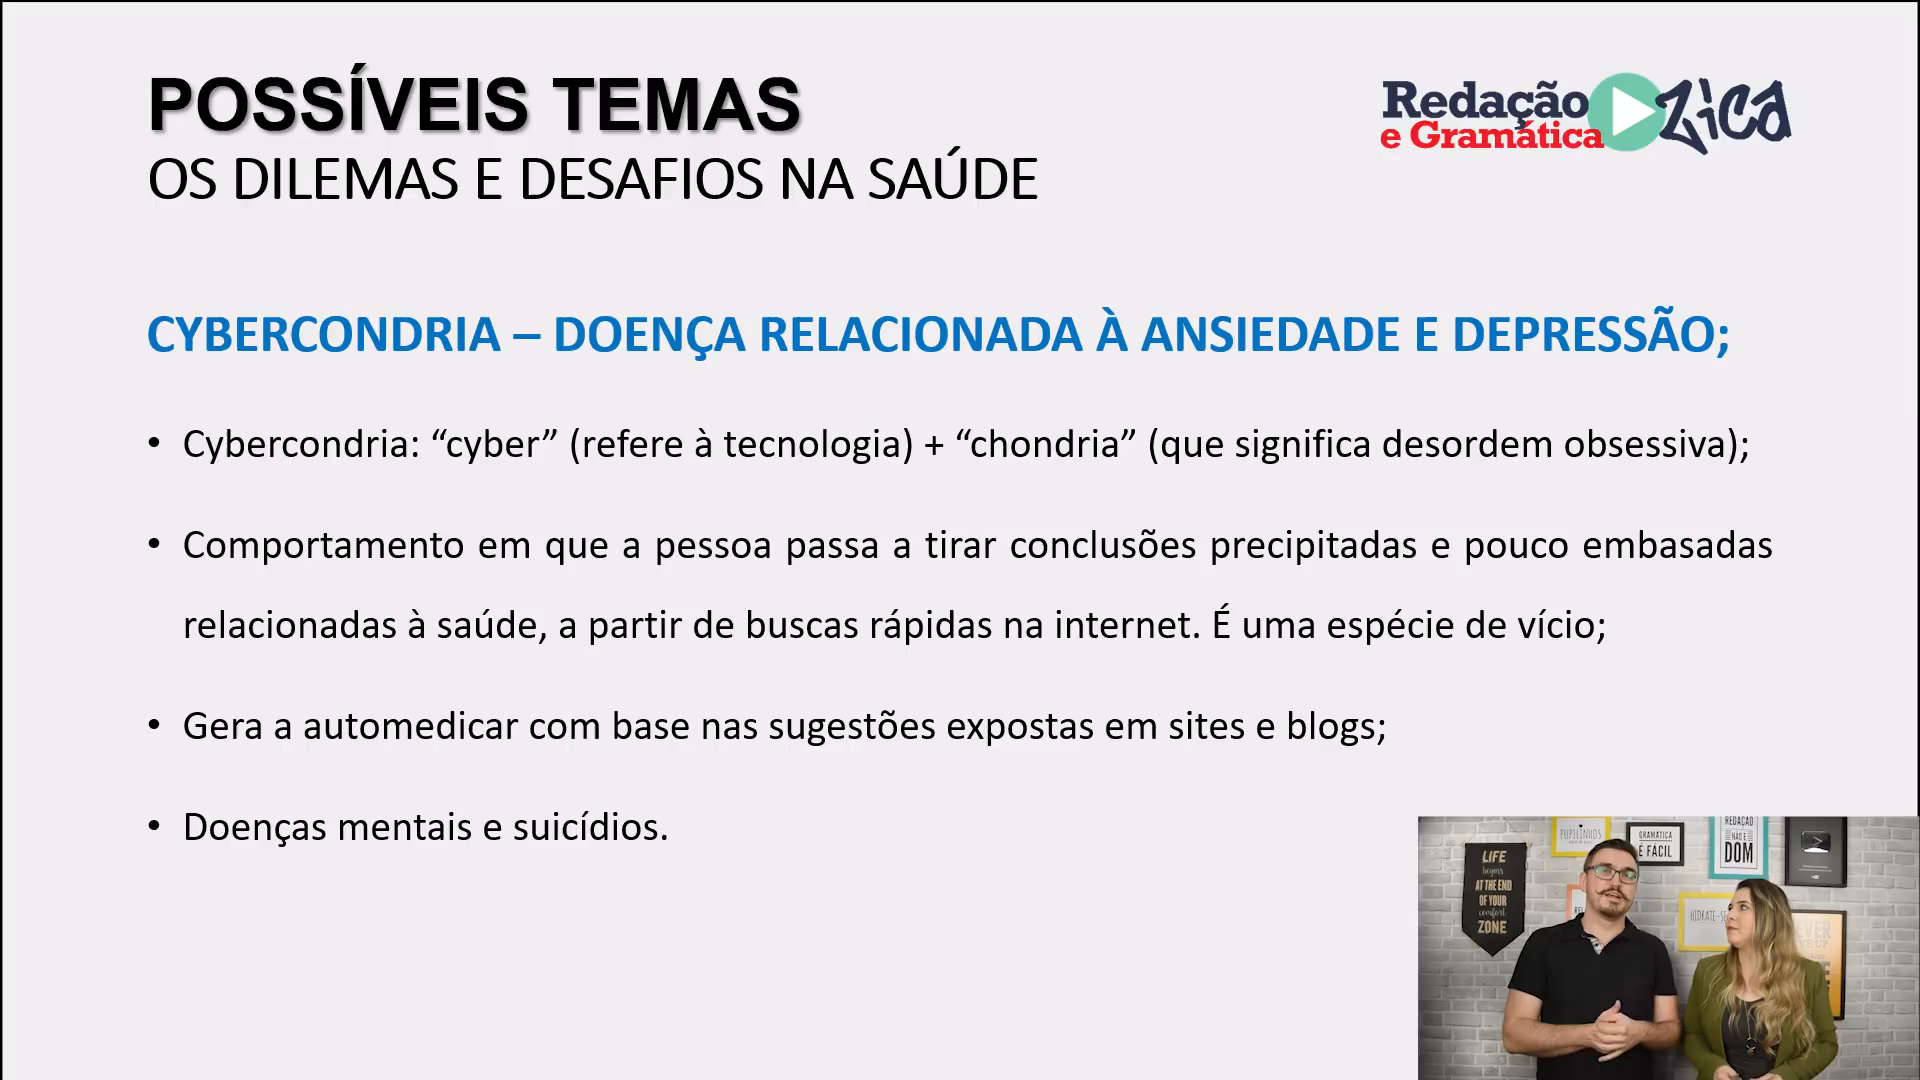 POSSÍVEIS TEMAS
OS DILEMAS E DESAFIOS NA SAÚDE
Redação
e Gramática
Zica
CYBERCONDRIA – DOENÇA RELACIONADA À ANSIEDADE E DEPRESSÃO;
• Cybercondria: “cyber” (refere à tecnologia) + “chondria” (que significa desordem obsessiva);
• Comportamento em que a pessoa passa a tirar conclusões precipitadas e pouco embasadas
relacionadas à saúde, a partir de buscas rápidas na internet. É uma espécie de vício;
• Gera a automedicar com base nas sugestões expostas em sites e blogs;
• Doenças mentais e suicídios.
LIFE
begins
AT THE END
OF YOUR
comfort
ZONE
PUPILINHOS
GRAMÁTICA
É FÁCIL
REDAÇÃO
NÃO É
DOM